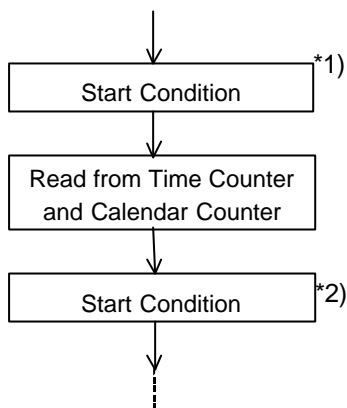 *1)
Start Condition
Read from Time Counter
and Calendar Counter
*2)
Start Condition